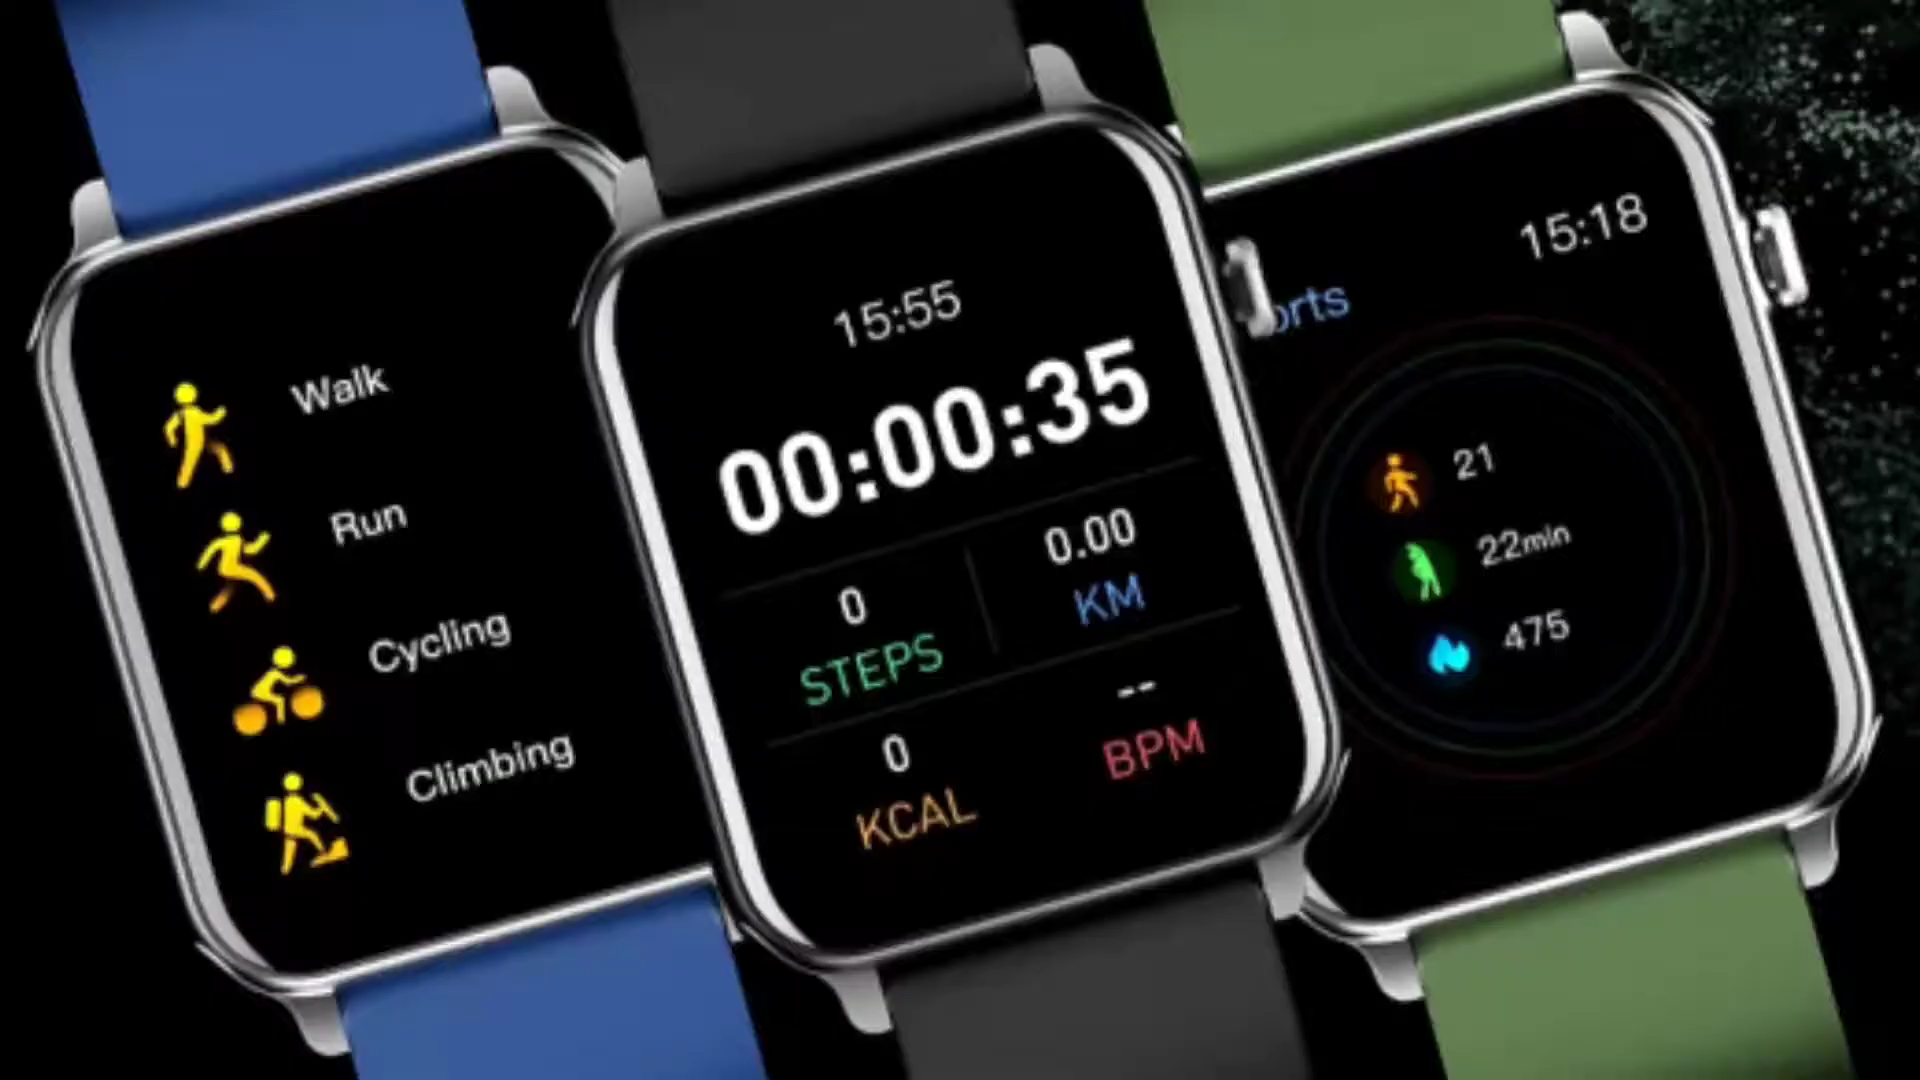 Walk
Run
Cycling
Climbing
15:55
00:00:35
0
STEPS
0.00
KM
0
KCAL
--
BPM
15:18
orts
21
22min
475